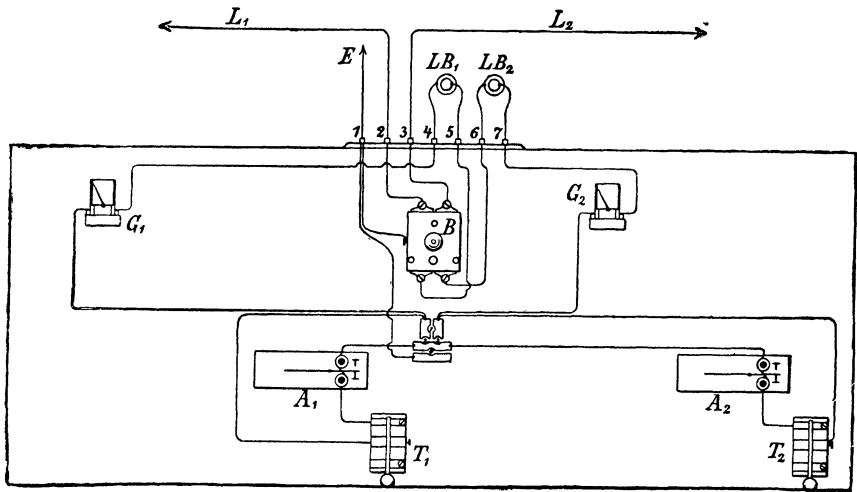 L₁ L₂
E LB₁ LB₂
1 2 3 4 5 6 7
G₁ B G₂
T
I
T
I
A₁ A₂
T₁ T₂